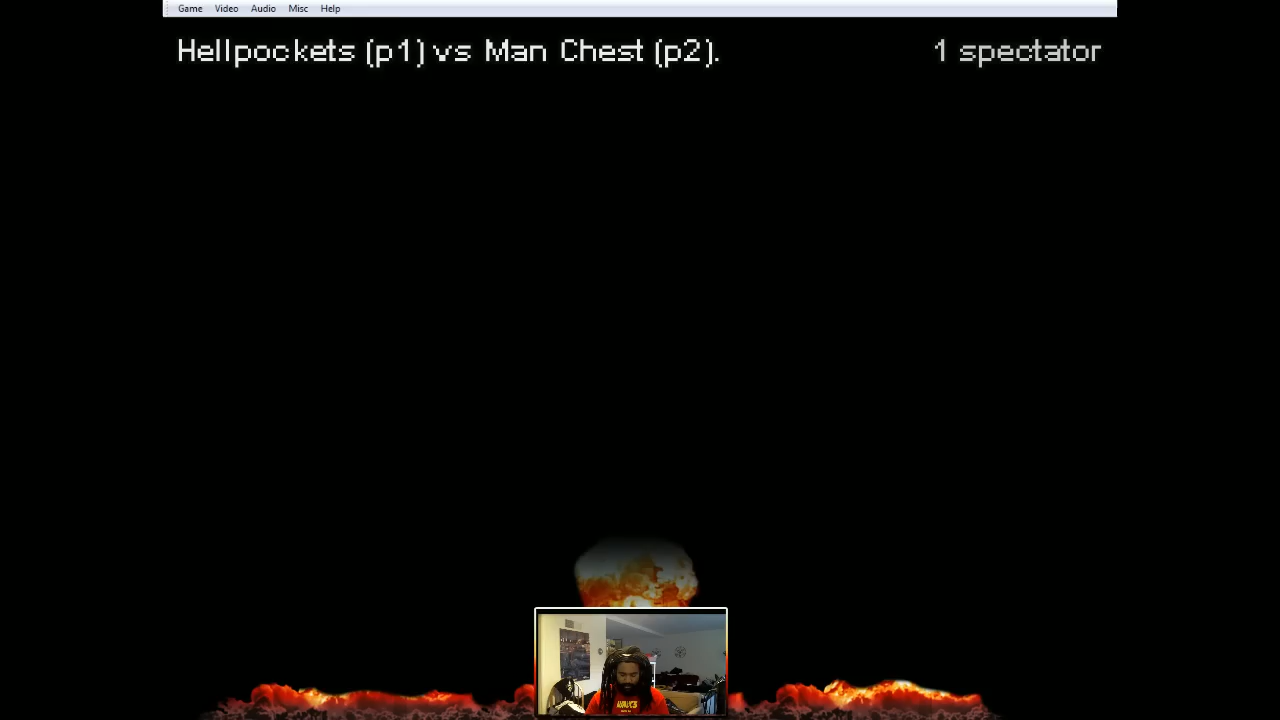 Game Video Audio Misc Help
Hellpockets (p1) vs Man Chest (p2). 1 spectator